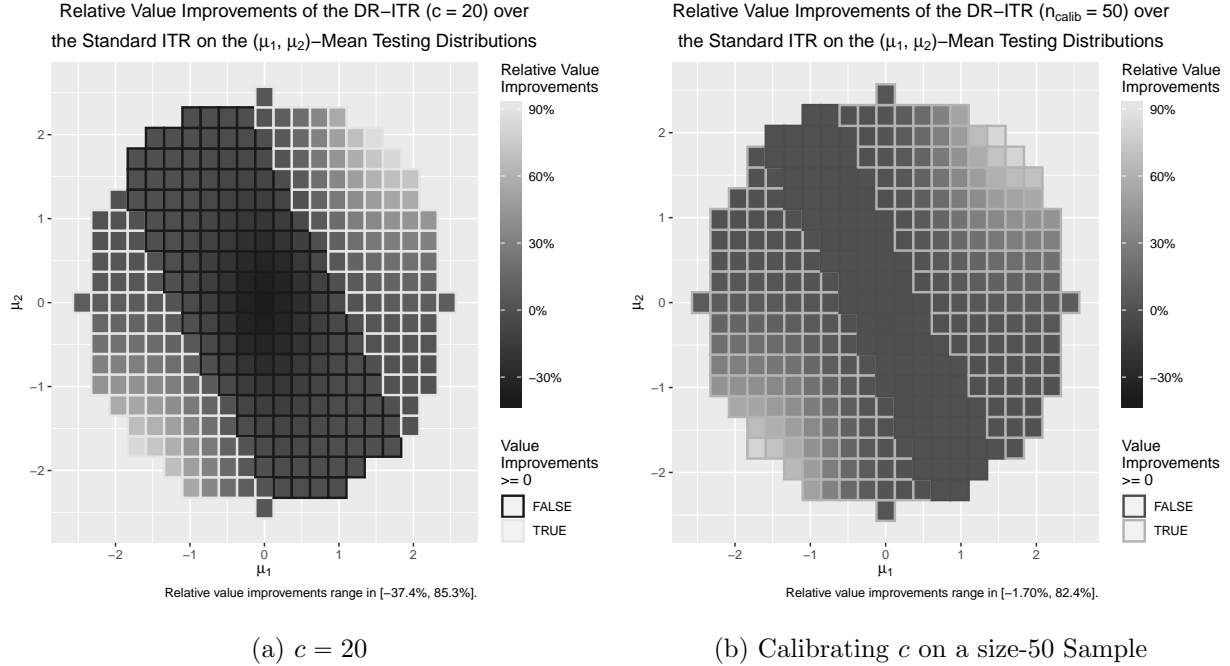 Relative Value Improvements of the DR−ITR (c = 20) over
the Standard ITR on the (μ1, μ2)−Mean Testing Distributions
Relative Value
Improvements
90%
60%
30%
0%
−30%
Value
Improvements
>= 0
FALSE
TRUE
2
1
0
−1
−2
μ2
−2
−1
0
1
2
μ1
Relative value improvements range in [−37.4%, 85.3%].
(a) c = 20
Relative Value Improvements of the DR−ITR (ncalib = 50) over
the Standard ITR on the (μ1, μ2)−Mean Testing Distributions
Relative Value
Improvements
90%
60%
30%
0%
−30%
Value
Improvements
>= 0
FALSE
TRUE
2
1
0
−1
−2
μ2
−2
−1
0
1
2
μ1
Relative value improvements range in [−1.70%, 82.4%].
(b) Calibrating c on a size-50 Sample